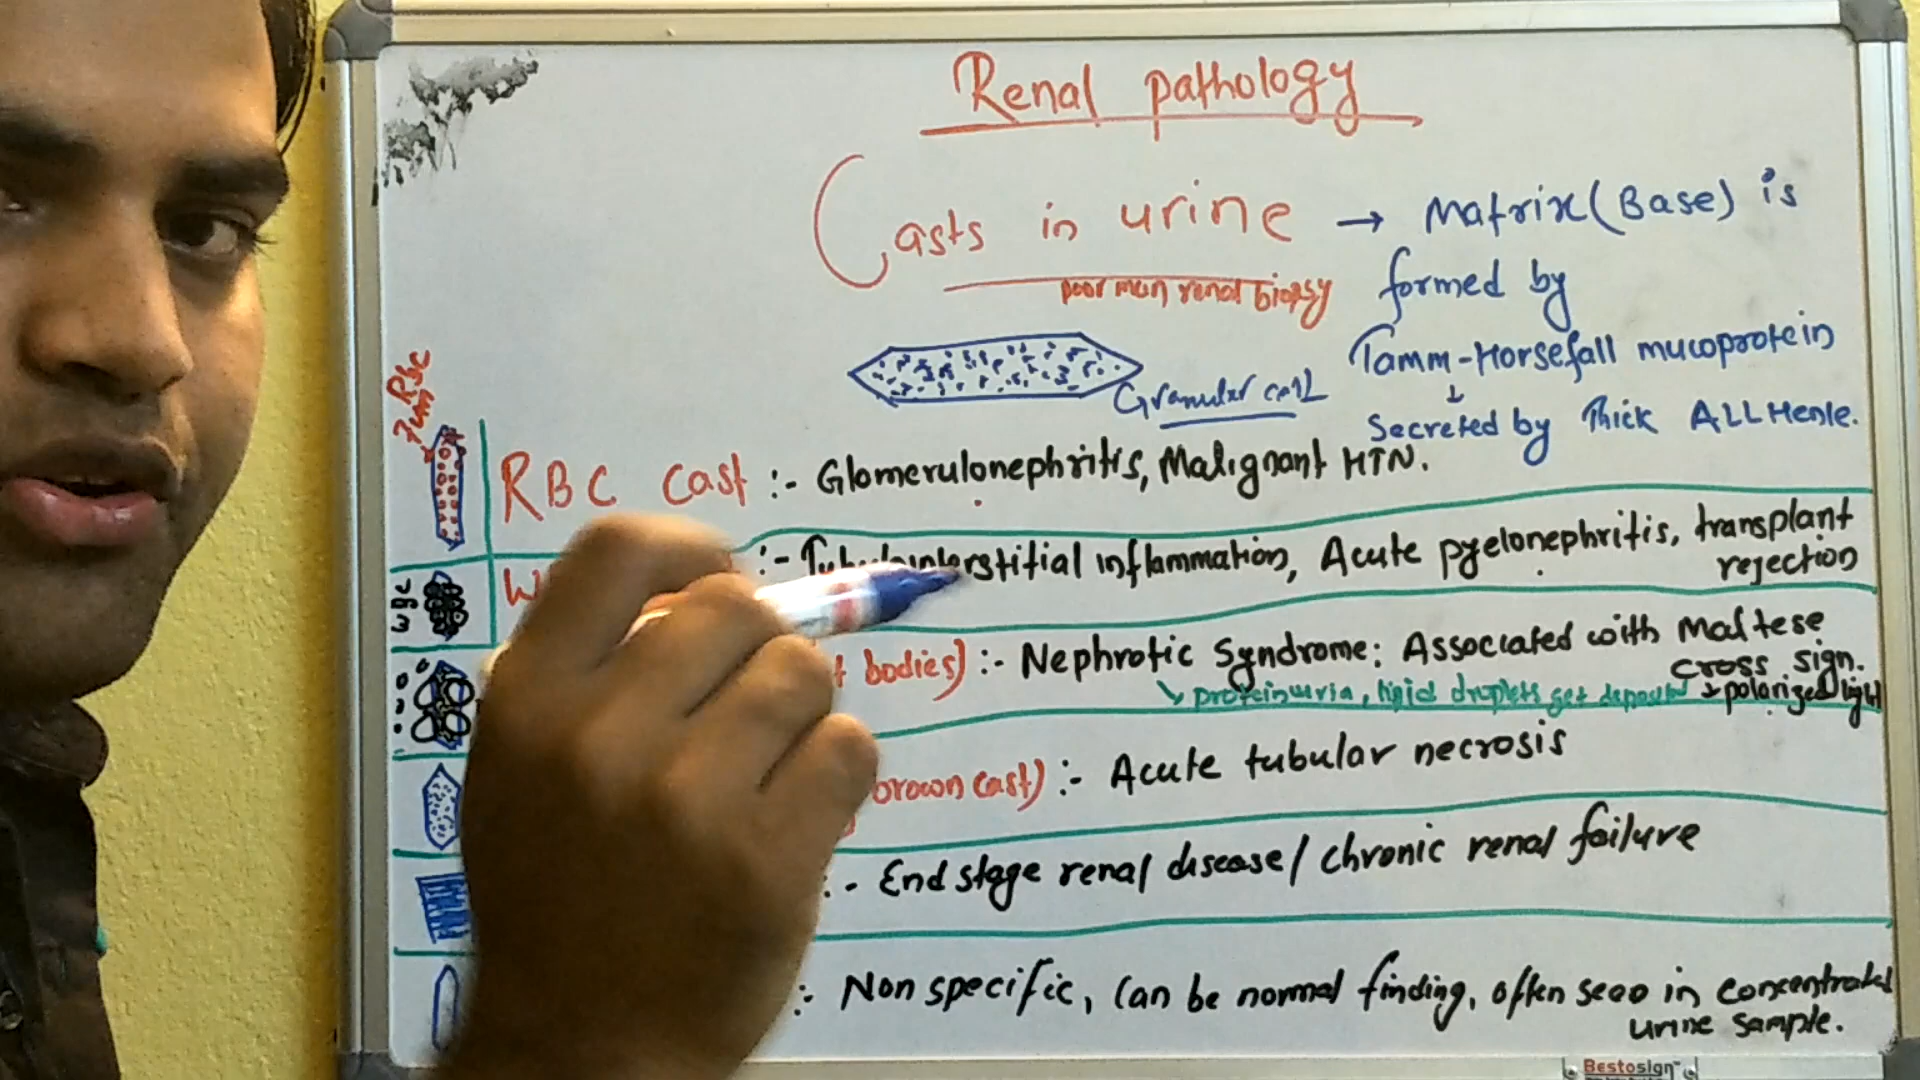 Renal pathology
Casts in urine → Matrix (Base) is
poor man renal biopsy
formed by
Tamm-Horsefall mucoprotein
Granular cast
↓
Secreted by Thick ALL Henle.
RBC
7um
RBC cast :- Glomerulonephritis, Malignant HTN.
WBC
W :- Tubulointerstitial inflammation, Acute pyelonephritis, transplant
rejection
bodies) :- Nephrotic Syndrome: Associated with Maltese
cross sign.
↘ proteinuria, lipid droplets get deposited → polarized light
brown cast) :- Acute tubular necrosis
:- End stage renal disease/ chronic renal failure
: Non specific, Can be normal finding, often seen in concentrated
urine sample.
Bestosign